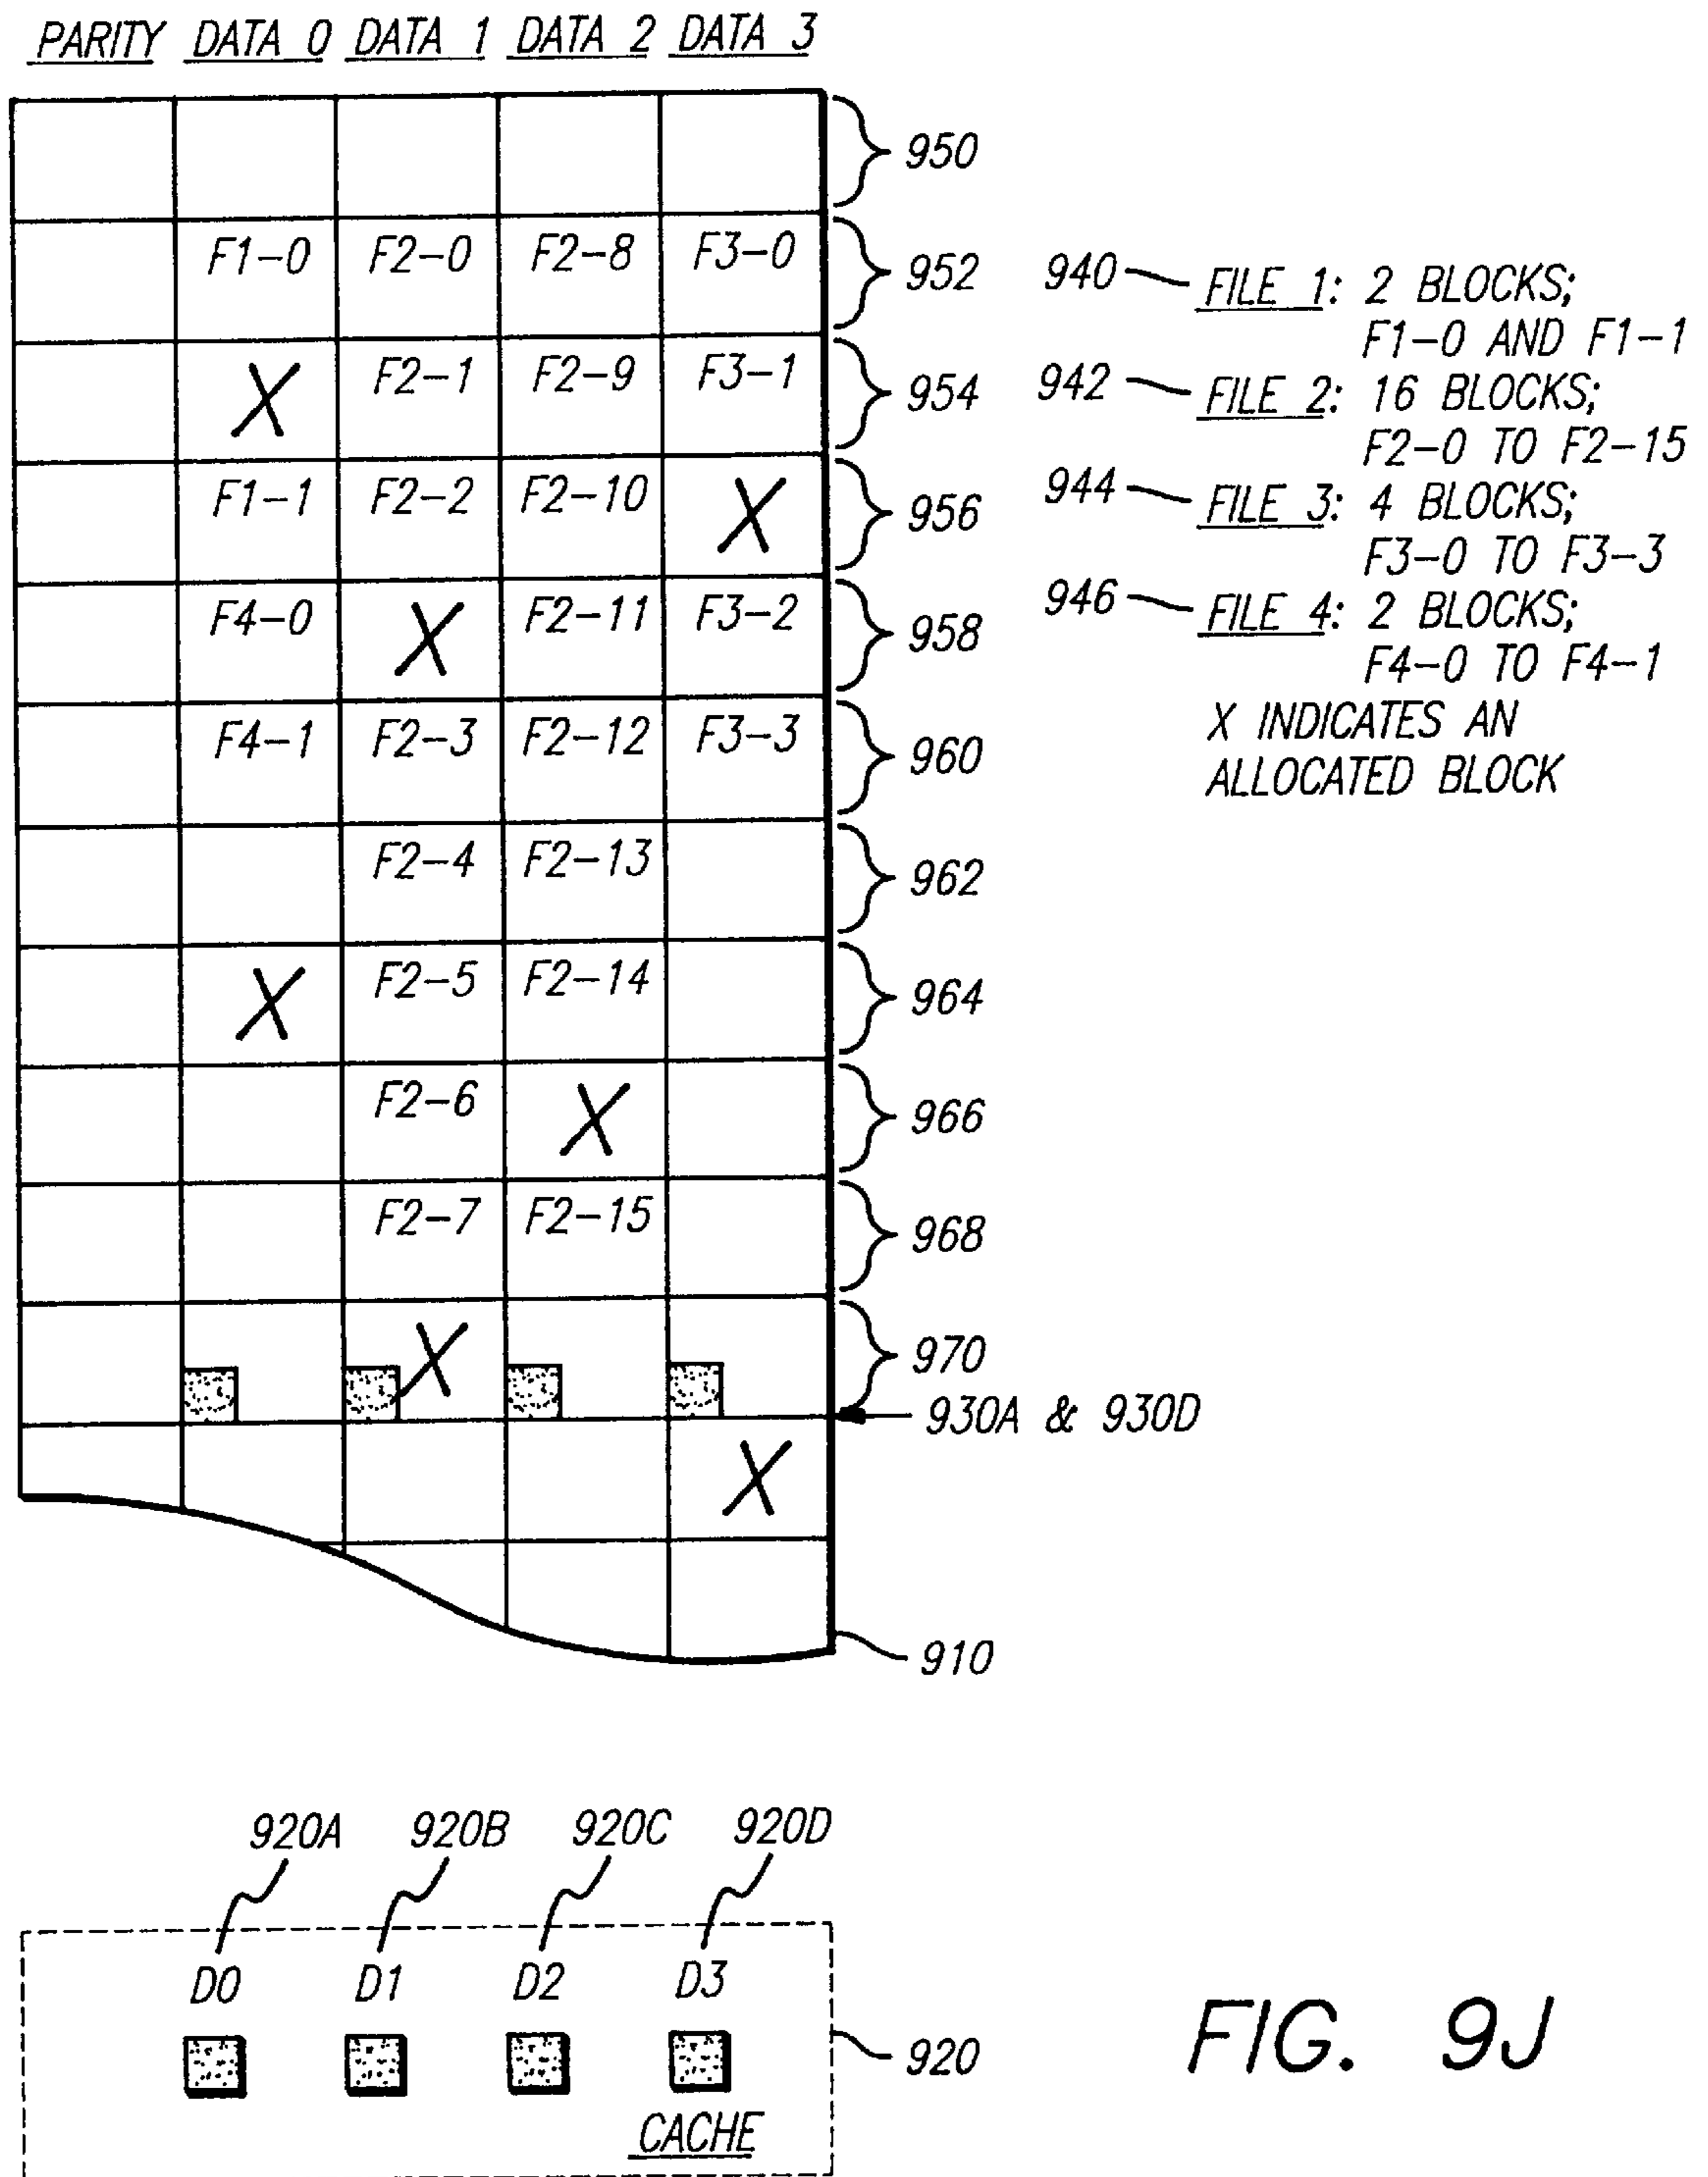 PARITY DATA 0 DATA 1 DATA 2 DATA 3
950
F1-0 F2-0 F2-8 F3-0 952
X F2-1 F2-9 F3-1 954
F1-1 F2-2 F2-10 X 956
F4-0 X F2-11 F3-2 958
F4-1 F2-3 F2-12 F3-3 960
F2-4 F2-13 962
X F2-5 F2-14 964
F2-6 X 966
F2-7 F2-15 968
X 970
930A & 930D
X
910
940 FILE 1: 2 BLOCKS;
F1-0 AND F1-1
942 FILE 2: 16 BLOCKS;
F2-0 TO F2-15
944 FILE 3: 4 BLOCKS;
F3-0 TO F3-3
946 FILE 4: 2 BLOCKS;
F4-0 TO F4-1
X INDICATES AN
ALLOCATED BLOCK
920A 920B 920C 920D
D0 D1 D2 D3
920
CACHE
FIG. 9J